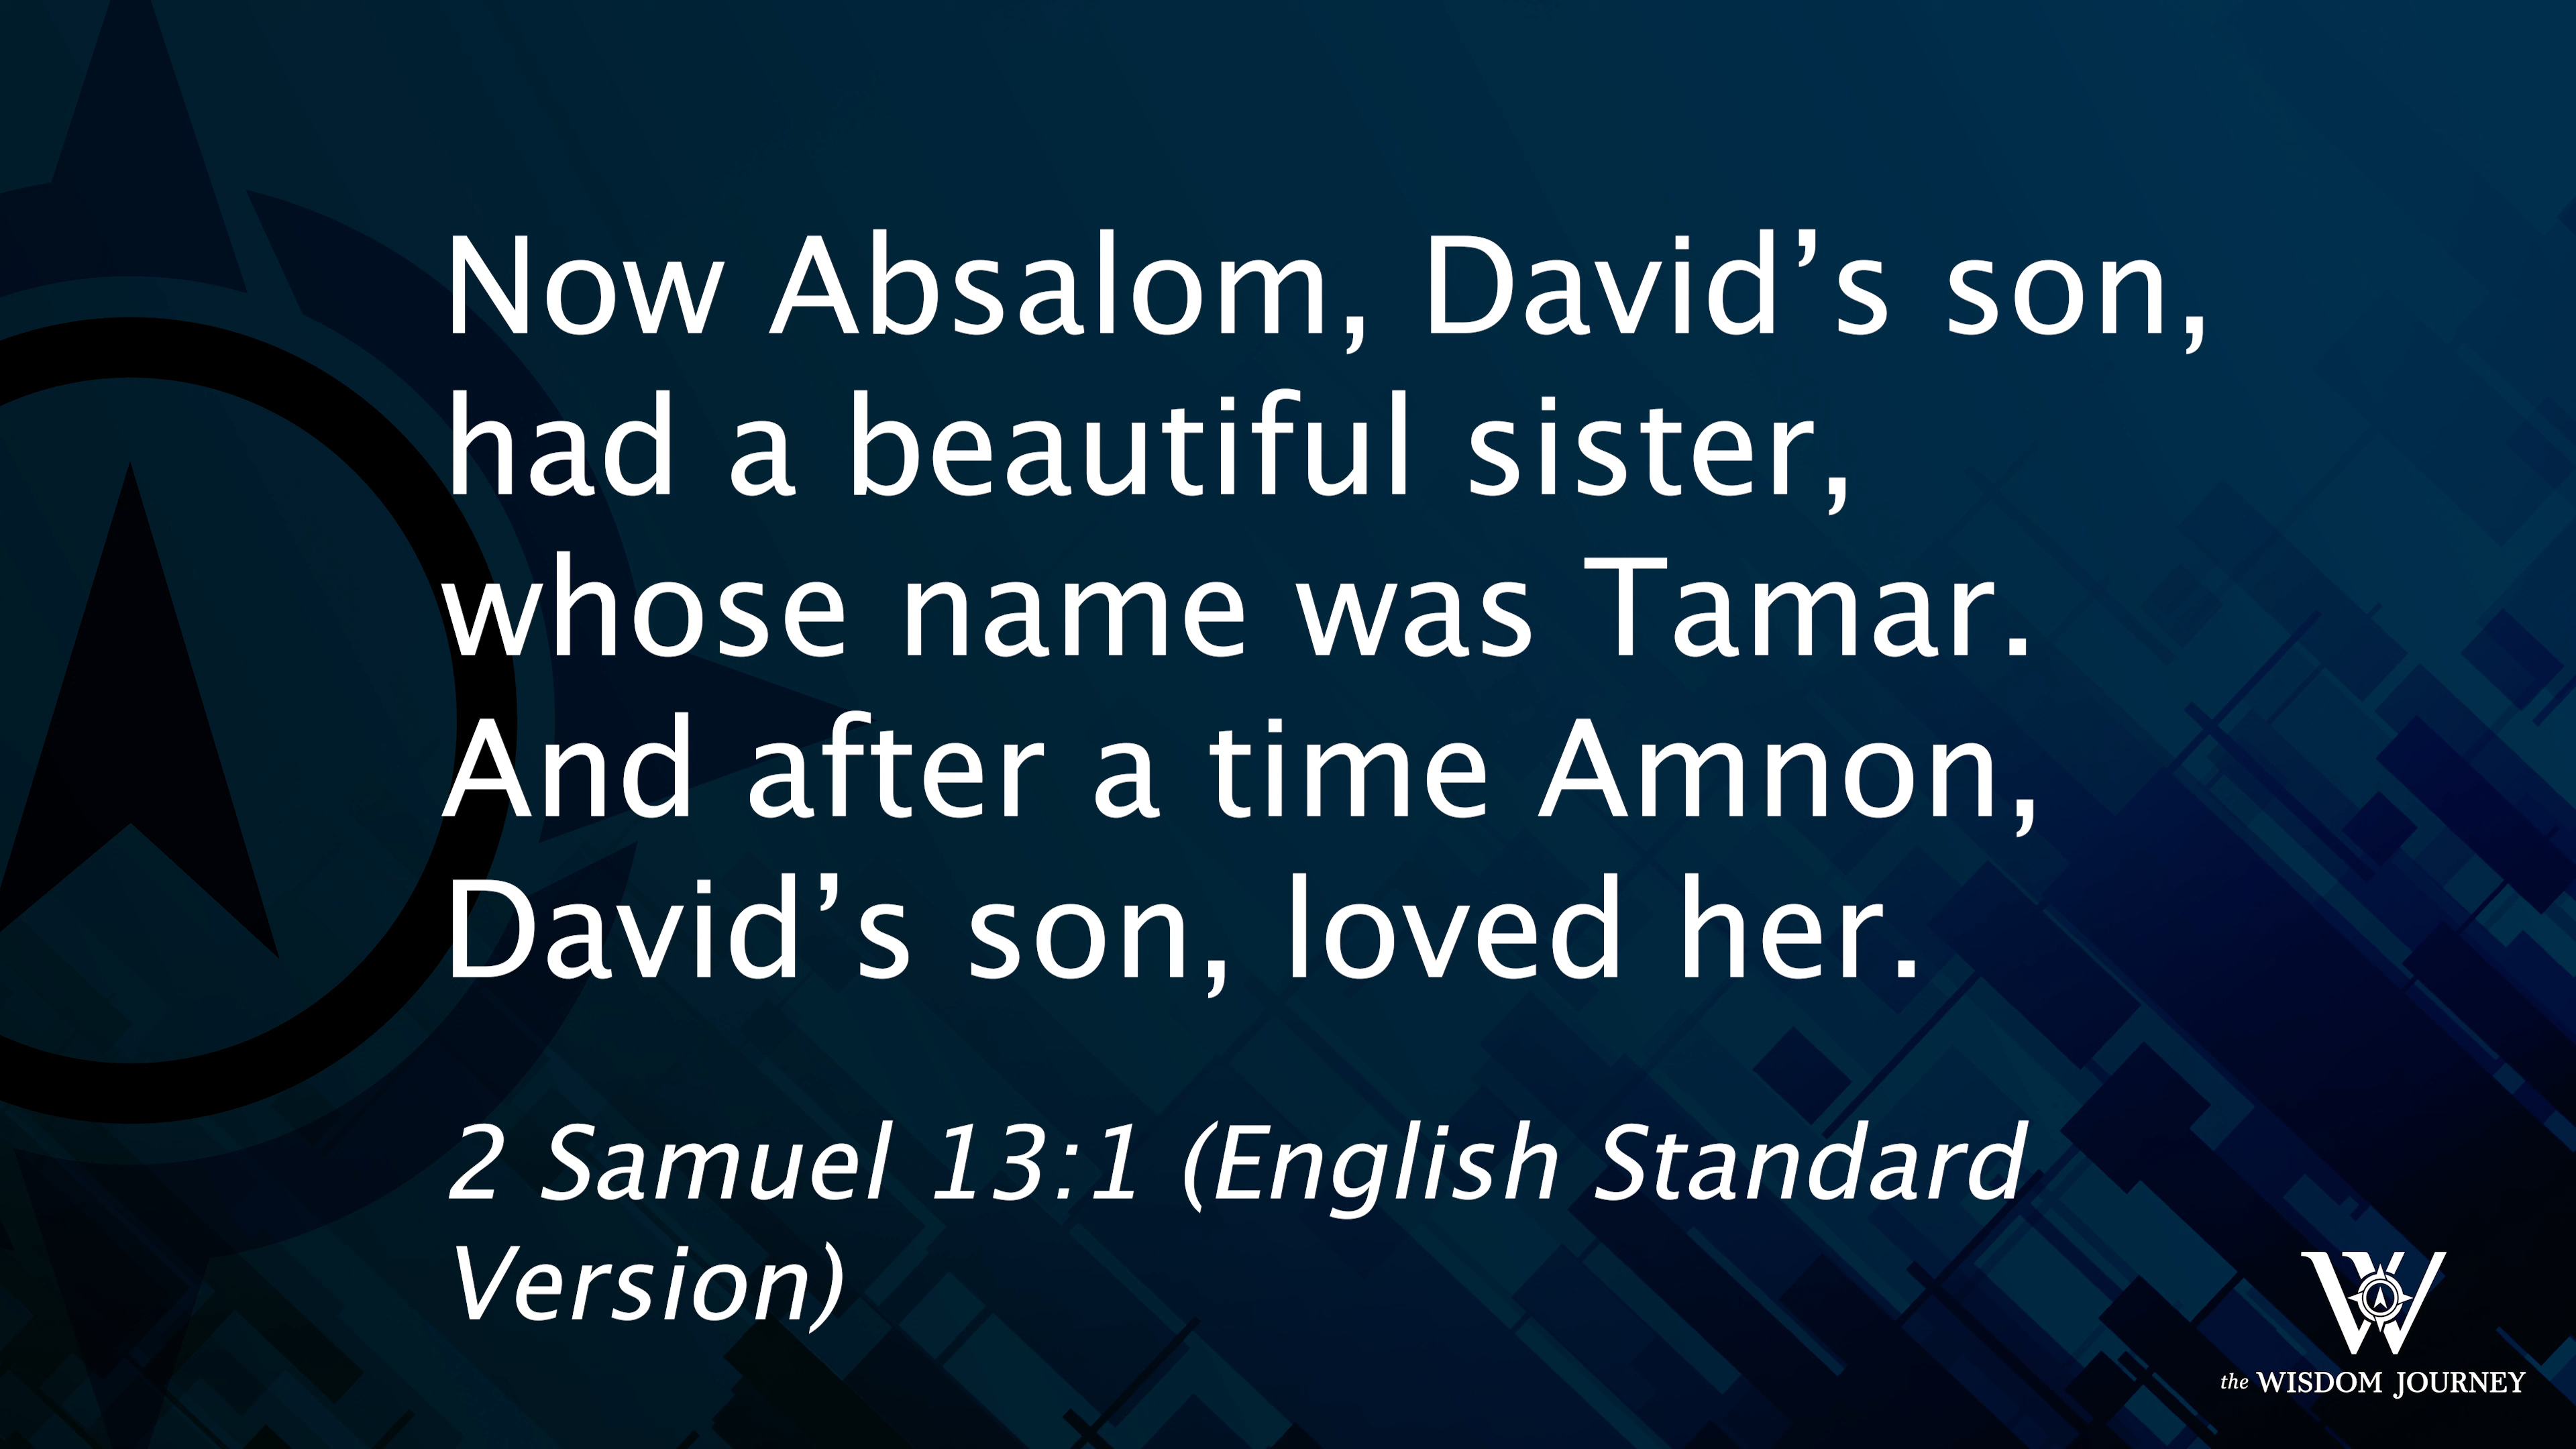 Now Absalom, David’s son,
had a beautiful sister,
whose name was Tamar.
And after a time Amnon,
David’s son, loved her.
2 Samuel 13:1 (English Standard
Version)
W
the WISDOM JOURNEY